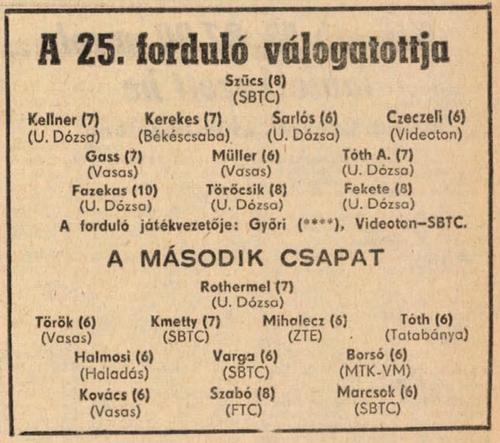 A 25. forduló válogatottja
Szűcs (8)
(SBTC)
Kellner (7) Kerekes (7) Sarlós (6) Czeczeli (6)
(U. Dózsa) (Békéscsaba) (U. Dózsa) (Videoton)
Gass (7) Müller (6) Tóth A. (7)
(Vasas) (Vasas) (U. Dózsa)
Fazekas (10) Törőcsik (8) Fekete (8)
(U. Dózsa) (U. Dózsa) (U. Dózsa)
A forduló játékvezetője: Győri (****), Videoton–SBTC.
A MÁSODIK CSAPAT
Rothermel (7)
(U. Dózsa)
Török (6) Kmetty (7) Mihalecz (6) Tóth (6)
(Vasas) (SBTC) (ZTE) (Tatabánya)
Halmosi (6) Varga (6) Borsó (6)
(Haladás) (SBTC) (MTK-VM)
Kovács (6) Szabó (8) Marcsok (6)
(Vasas) (FTC) (SBTC)